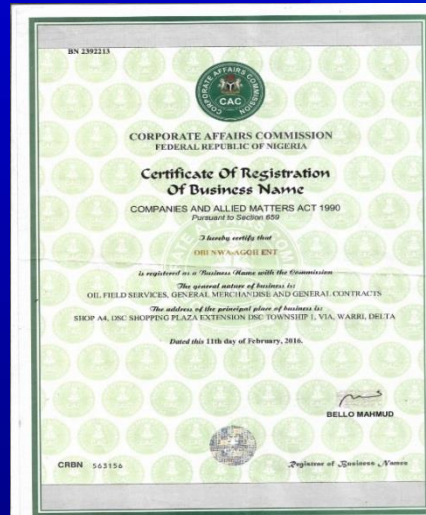 BN 2392213
CORPORATE AFFAIRS COMMISSION
CAC
CORPORATE AFFAIRS COMMISSION
FEDERAL REPUBLIC OF NIGERIA
Certificate Of Registration
Of Business Name
COMPANIES AND ALLIED MATTERS ACT 1990
Pursuant to Section 659
I hereby certify that
OBI NWA-AGOH ENT
is registered as a Business Name with the Commission
The general nature of business is:
OIL FIELD SERVICES, GENERAL MERCHANDISE AND GENERAL CONTRACTS
The address of the principal place of business is:
SHOP A4, DSC SHOPPING PLAZA EXTENSION DSC TOWNSHIP 1, VIA, WARRI, DELTA
Dated this 11th day of February, 2016.
BELLO MAHMUD
CRBN 563156
Registrar of Business Names